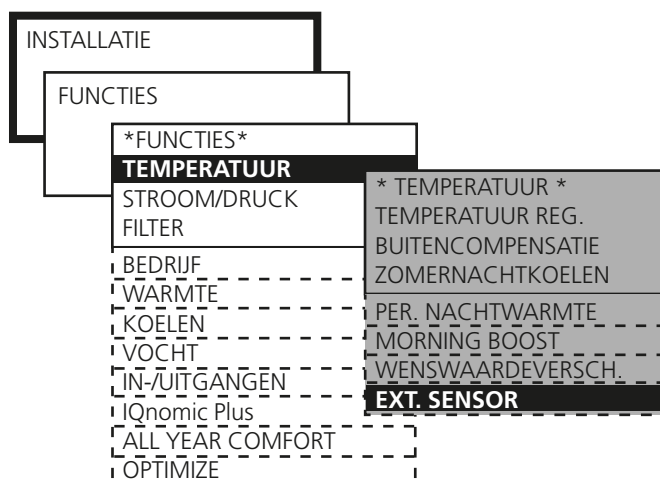 INSTALLATIE
FUNCTIES
*FUNCTIES*
TEMPERATUUR
STROOM/DRUCK
FILTER
BEDRIJF
WARMTE
KOELEN
VOCHT
IN-/UITGANGEN
IQnomic Plus
ALL YEAR COMFORT
OPTIMIZE
* TEMPERATUUR *
TEMPERATUUR REG.
BUITENCOMPENSATIE
ZOMERNACHTKOELEN
PER. NACHTWARMTE
MORNING BOOST
WENSWAARDEVERSCH.
EXT. SENSOR